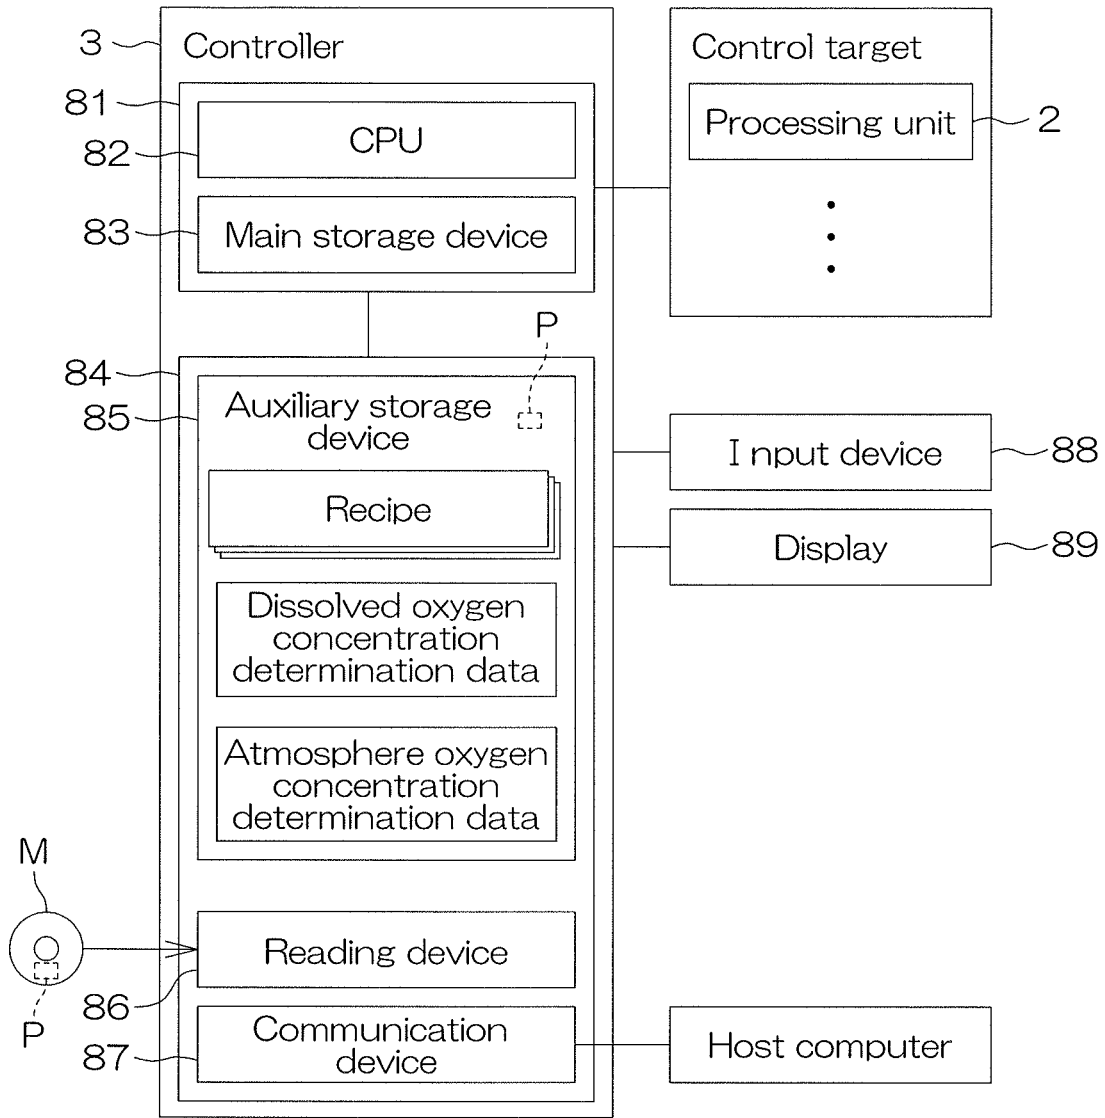 3
Controller
81
CPU
82
83
Main storage device
Control target
Processing unit
2
P
84
85
Auxiliary storage
device
Recipe
Dissolved oxygen
concentration
determination data
Atmosphere oxygen
concentration
determination data
Input device
88
Display
89
M
P
Reading device
86
Communication
device
87
Host computer